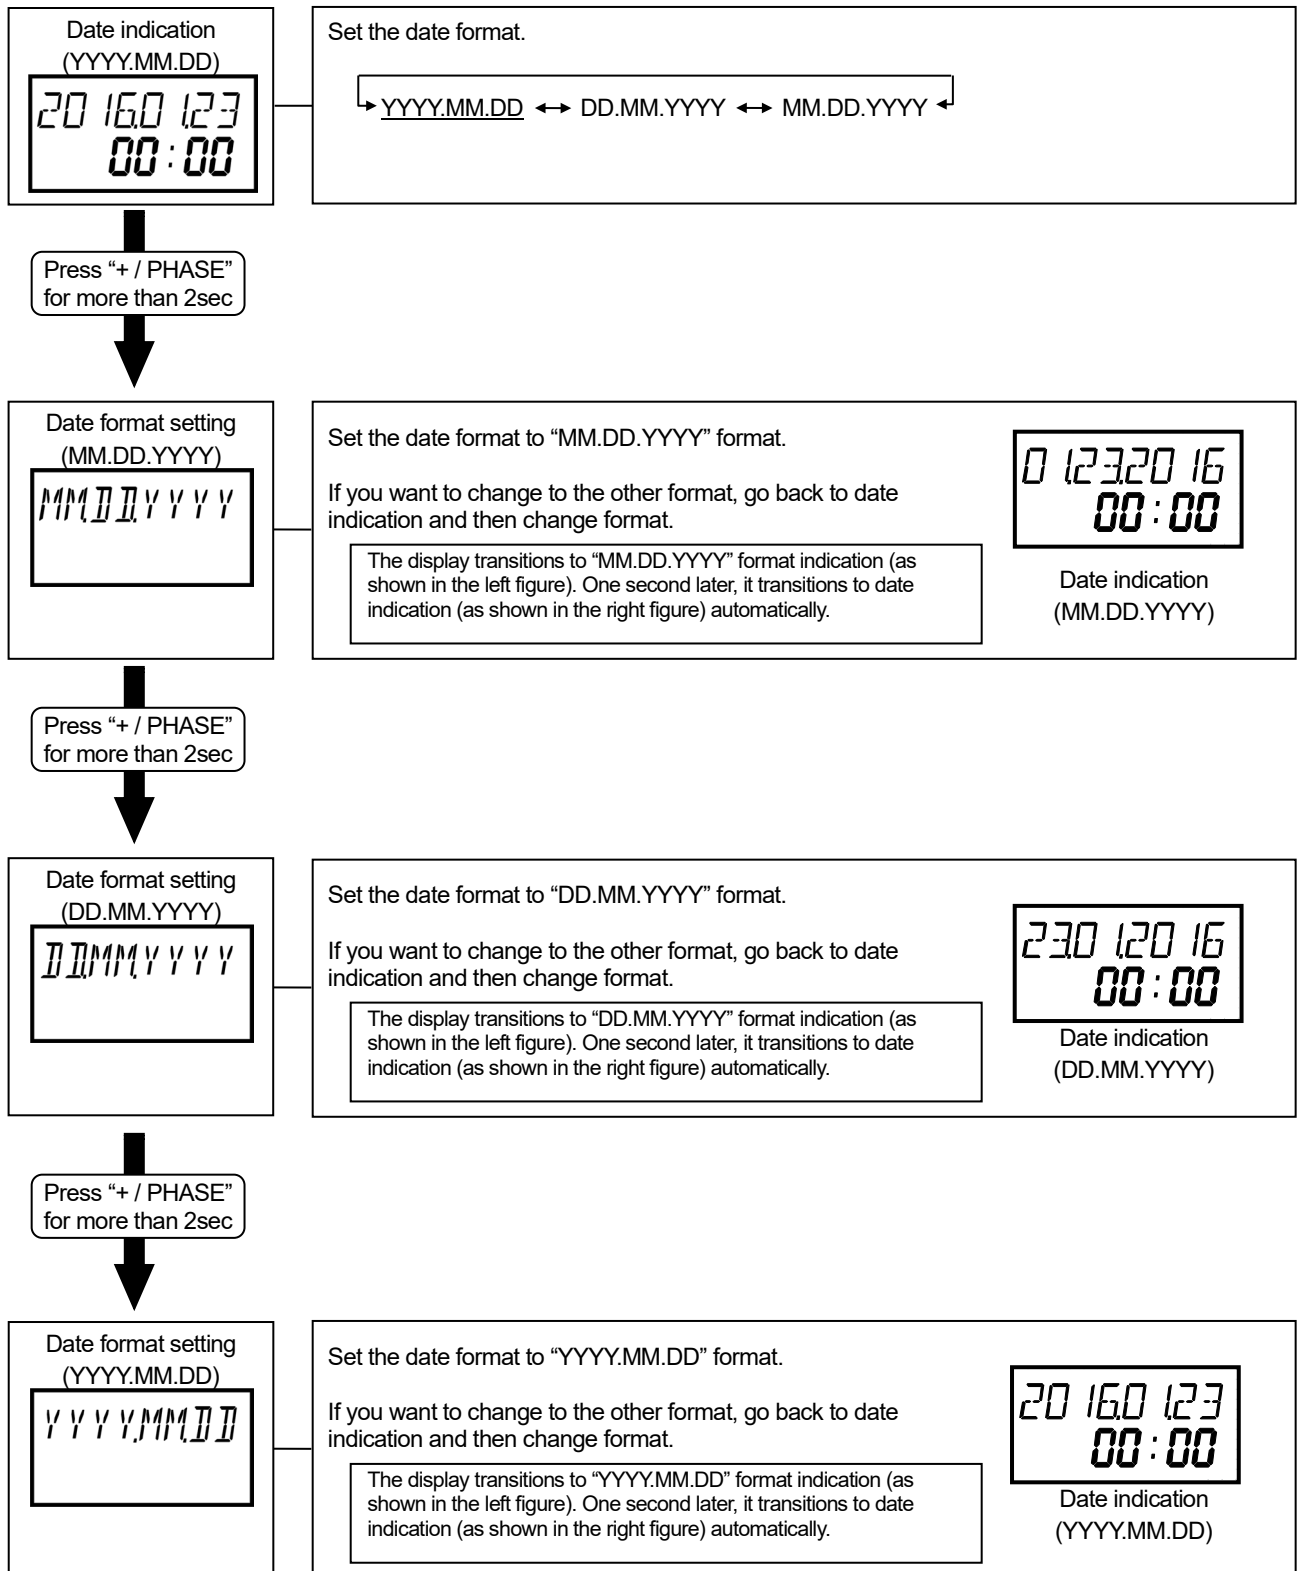 Date indication
(YYYY.MM.DD)
2016.01.23
00:00
Set the date format.
YYYY.MM.DD ↔ DD.MM.YYYY ↔ MM.DD.YYYY
Press “+ / PHASE”
for more than 2sec
Date format setting
(MM.DD.YYYY)
MM.DD.YYYY
Set the date format to “MM.DD.YYYY” format.
If you want to change to the other format, go back to date
indication and then change format.
The display transitions to “MM.DD.YYYY” format indication (as
shown in the left figure). One second later, it transitions to date
indication (as shown in the right figure) automatically.
01.23.2016
00:00
Date indication
(MM.DD.YYYY)
Press “+ / PHASE”
for more than 2sec
Date format setting
(DD.MM.YYYY)
DD.MM.YYYY
Set the date format to “DD.MM.YYYY” format.
If you want to change to the other format, go back to date
indication and then change format.
The display transitions to “DD.MM.YYYY” format indication (as
shown in the left figure). One second later, it transitions to date
indication (as shown in the right figure) automatically.
23.01.2016
00:00
Date indication
(DD.MM.YYYY)
Press “+ / PHASE”
for more than 2sec
Date format setting
(YYYY.MM.DD)
YYYY.MM.DD
Set the date format to “YYYY.MM.DD” format.
If you want to change to the other format, go back to date
indication and then change format.
The display transitions to “YYYY.MM.DD” format indication (as
shown in the left figure). One second later, it transitions to date
indication (as shown in the right figure) automatically.
2016.01.23
00:00
Date indication
(YYYY.MM.DD)